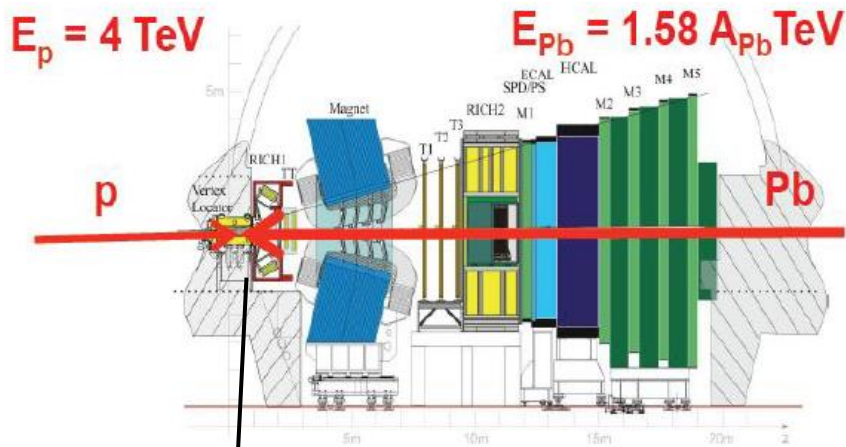 E_p = 4 TeV
E_Pb = 1.58 A_Pb TeV
HCAL
ECAL
SPD/PS
M5
M4
M3
M2
M1
RICH2
T3
T2
T1
Magnet
5m
RICH1
TT
Vertex
Locator
p
Pb
5m
10m
15m
20m
z